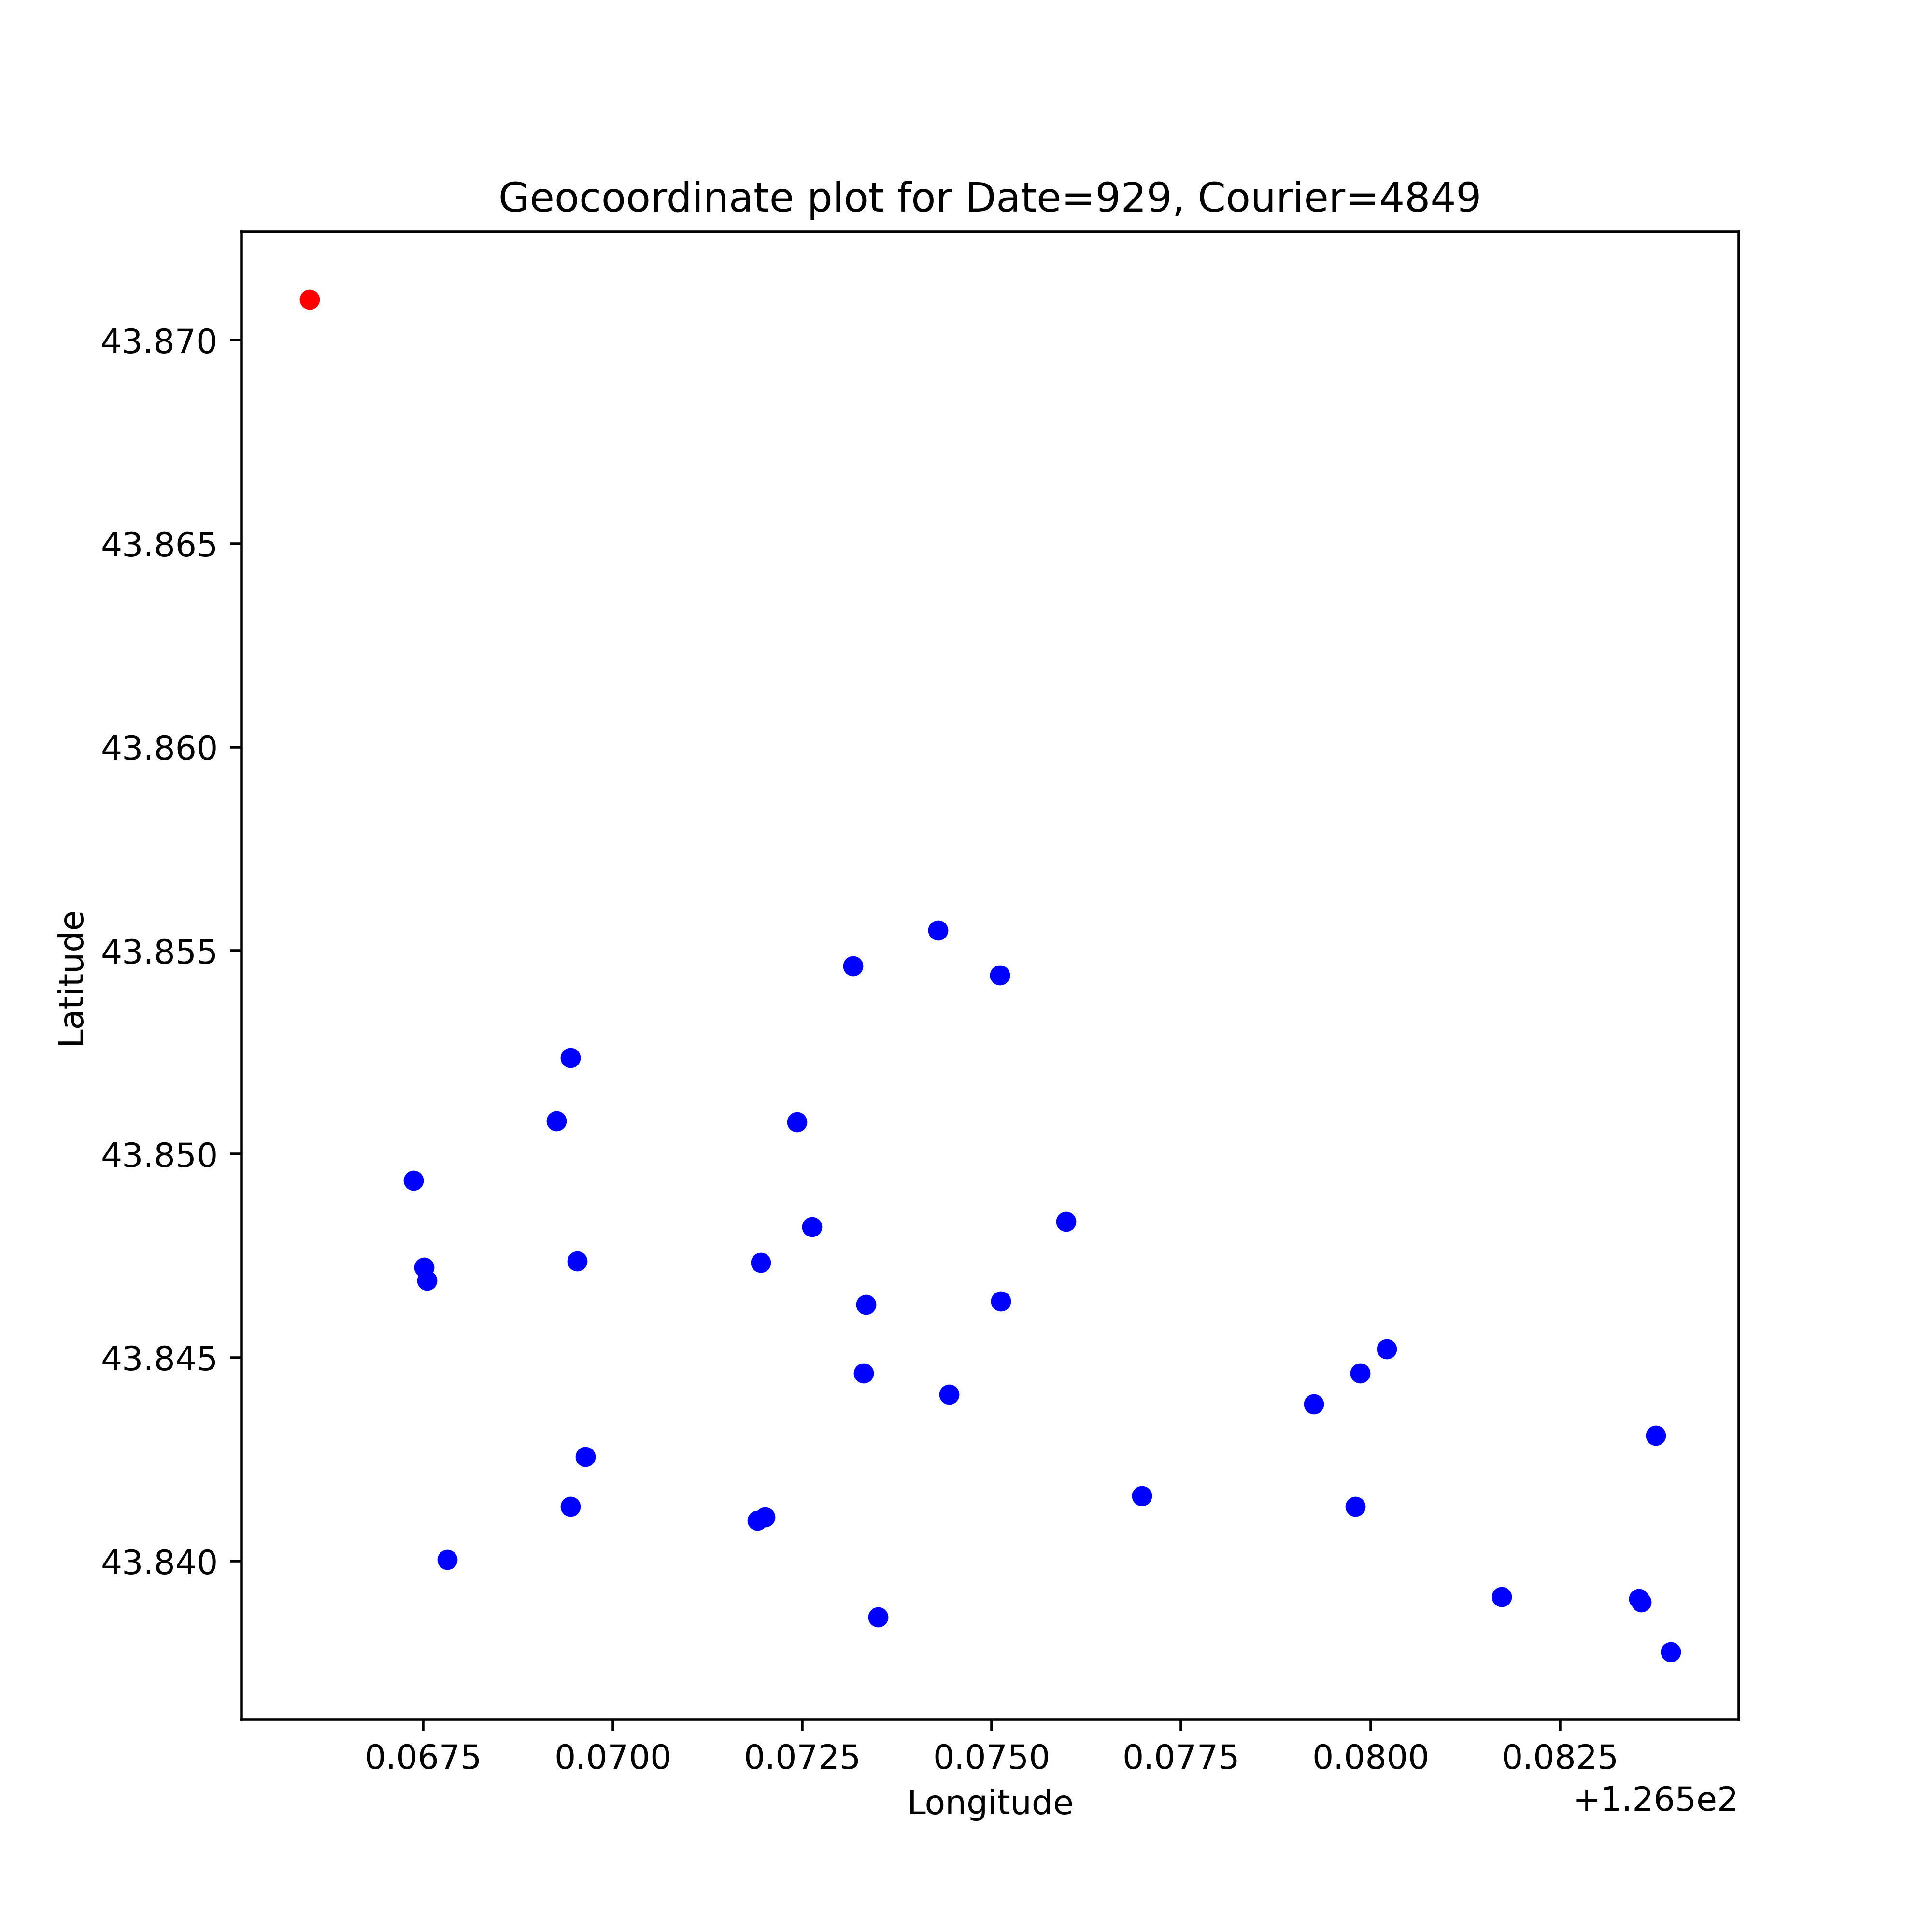 Geocoordinate plot for Date=929, Courier=4849
43.870
43.865
43.860
43.855
43.850
43.845
43.840
Latitude
0.0675 0.0700 0.0725 0.0750 0.0775 0.0800 0.0825
+1.265e2
Longitude